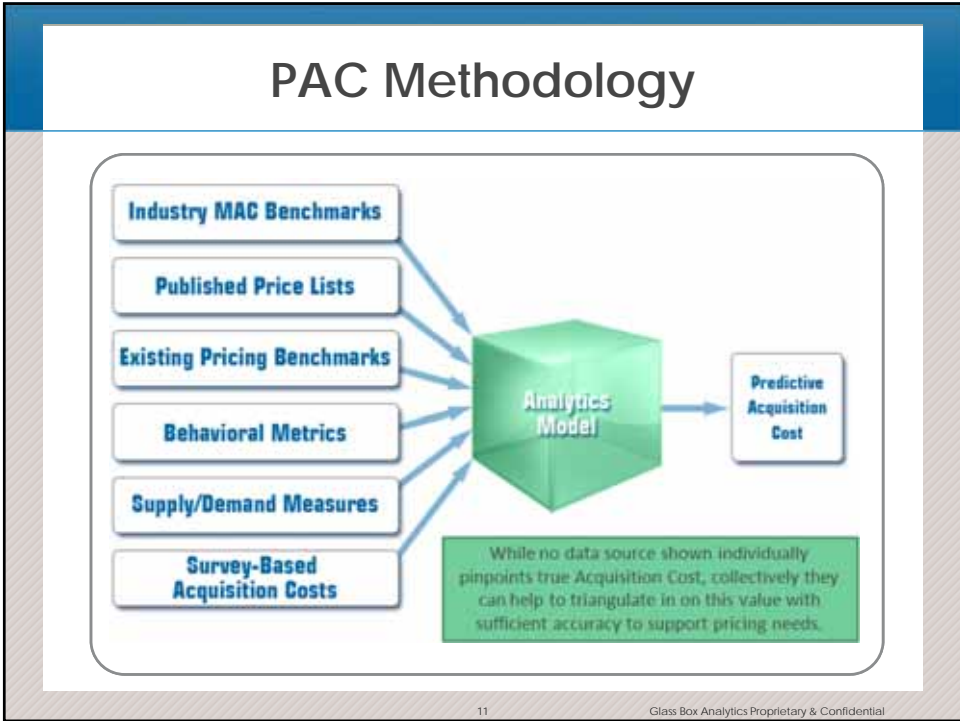 PAC Methodology
Industry MAC Benchmarks
Published Price Lists
Existing Pricing Benchmarks
Behavioral Metrics
Supply/Demand Measures
Survey-Based
Acquisition Costs
Analytics
Model
Predictive
Acquisition
Cost
While no data source shown individually
pinpoints true Acquisition Cost, collectively they
can help to triangulate in on this value with
sufficient accuracy to support pricing needs.
11
Glass Box Analytics Proprietary & Confidential